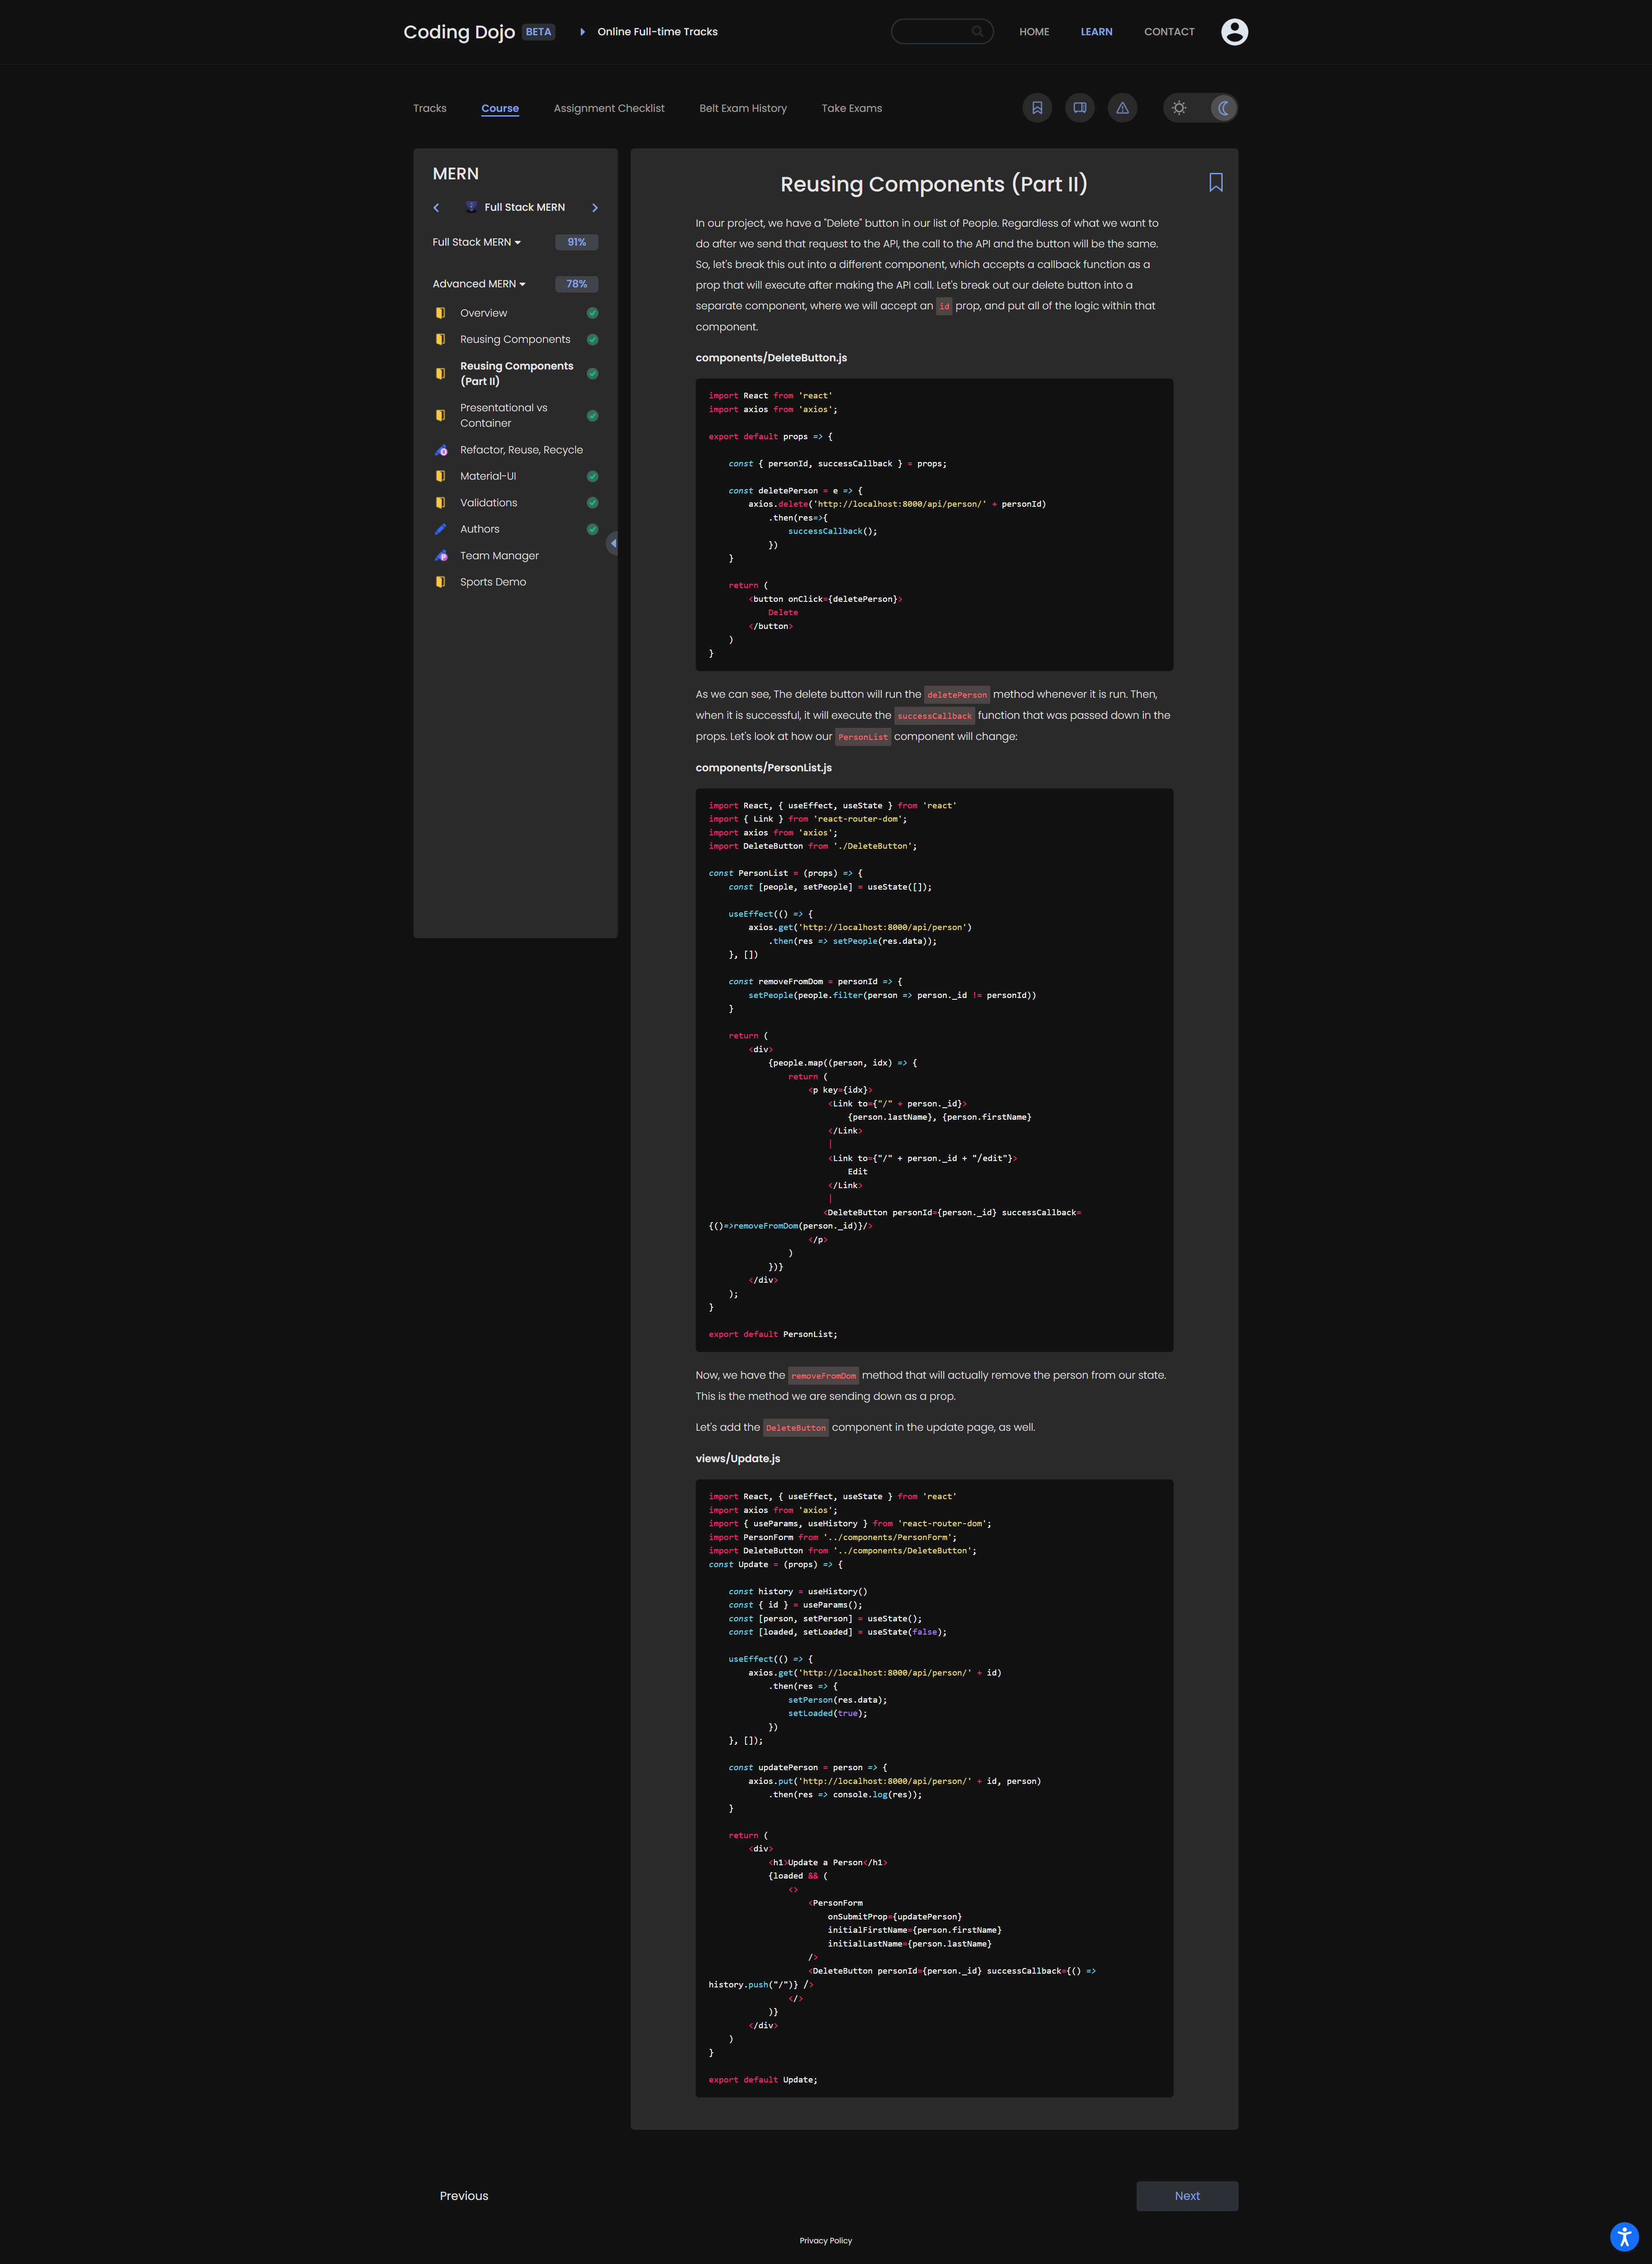 Coding Dojo BETA
Online Full-time Tracks
HOME
LEARN
CONTACT
Tracks
Course
Assignment Checklist
Belt Exam History
Take Exams
MERN
Full Stack MERN
Full Stack MERN
91%
Advanced MERN
78%
Overview
Reusing Components
Reusing Components
(Part II)
Presentational vs
Container
Refactor, Reuse, Recycle
Material-UI
Validations
Authors
Team Manager
Sports Demo
Reusing Components (Part II)
In our project, we have a "Delete" button in our list of People. Regardless of what we want to
do after we send that request to the API, the call to the API and the button will be the same.
So, let's break this out into a different component, which accepts a callback function as a
prop that will execute after making the API call. Let's break out our delete button into a
separate component, where we will accept an id prop, and put all of the logic within that
component.
components/DeleteButton.js
import React from 'react'
import axios from 'axios';
export default props => {
    const { personId, successCallback } = props;
    const deletePerson = e => {
        axios.delete('http://localhost:8000/api/person/' + personId)
            .then(res=>{
                successCallback();
            })
    }
    return (
        <button onClick={deletePerson}>
            Delete
        </button>
    )
}
As we can see, The delete button will run the deletePerson method whenever it is run. Then,
when it is successful, it will execute the successCallback function that was passed down in the
props. Let's look at how our PersonList component will change:
components/PersonList.js
import React, { useEffect, useState } from 'react'
import { Link } from 'react-router-dom';
import axios from 'axios';
import DeleteButton from './DeleteButton';
const PersonList = (props) => {
    const [people, setPeople] = useState([]);
    useEffect(() => {
        axios.get('http://localhost:8000/api/person')
            .then(res => setPeople(res.data));
    }, [])
    const removeFromDom = personId => {
        setPeople(people.filter(person => person._id != personId))
    }
    return (
        <div>
            {people.map((person, idx) => {
                return (
                    <p key={idx}>
                        <Link to={"/" + person._id}>
                            {person.lastName}, {person.firstName}
                        </Link>
                        |
                        <Link to={"/" + person._id + "/edit"}>
                            Edit
                        </Link>
                        |
                       <DeleteButton personId={person._id} successCallback=
{()=>removeFromDom(person._id)}/>
                    </p>
                )
            })}
        </div>
    );
}
export default PersonList;
Now, we have the removeFromDom method that will actually remove the person from our state.
This is the method we are sending down as a prop.
Let's add the DeleteButton component in the update page, as well.
views/Update.js
import React, { useEffect, useState } from 'react'
import axios from 'axios';
import { useParams, useHistory } from 'react-router-dom';
import PersonForm from '../components/PersonForm';
import DeleteButton from '../components/DeleteButton';
const Update = (props) => {
    const history = useHistory()
    const { id } = useParams();
    const [person, setPerson] = useState();
    const [loaded, setLoaded] = useState(false);
    useEffect(() => {
        axios.get('http://localhost:8000/api/person/' + id)
            .then(res => {
                setPerson(res.data);
                setLoaded(true);
            })
    }, []);
    const updatePerson = person => {
        axios.put('http://localhost:8000/api/person/' + id, person)
            .then(res => console.log(res));
    }
    return (
        <div>
            <h1>Update a Person</h1>
            {loaded && (
                <>
                    <PersonForm
                        onSubmitProp={updatePerson}
                        initialFirstName={person.firstName}
                        initialLastName={person.lastName}
                    />
                    <DeleteButton personId={person._id} successCallback={() =>
history.push("/")} />
                </>
            )}
        </div>
    )
}
export default Update;
Previous
Next
Privacy Policy